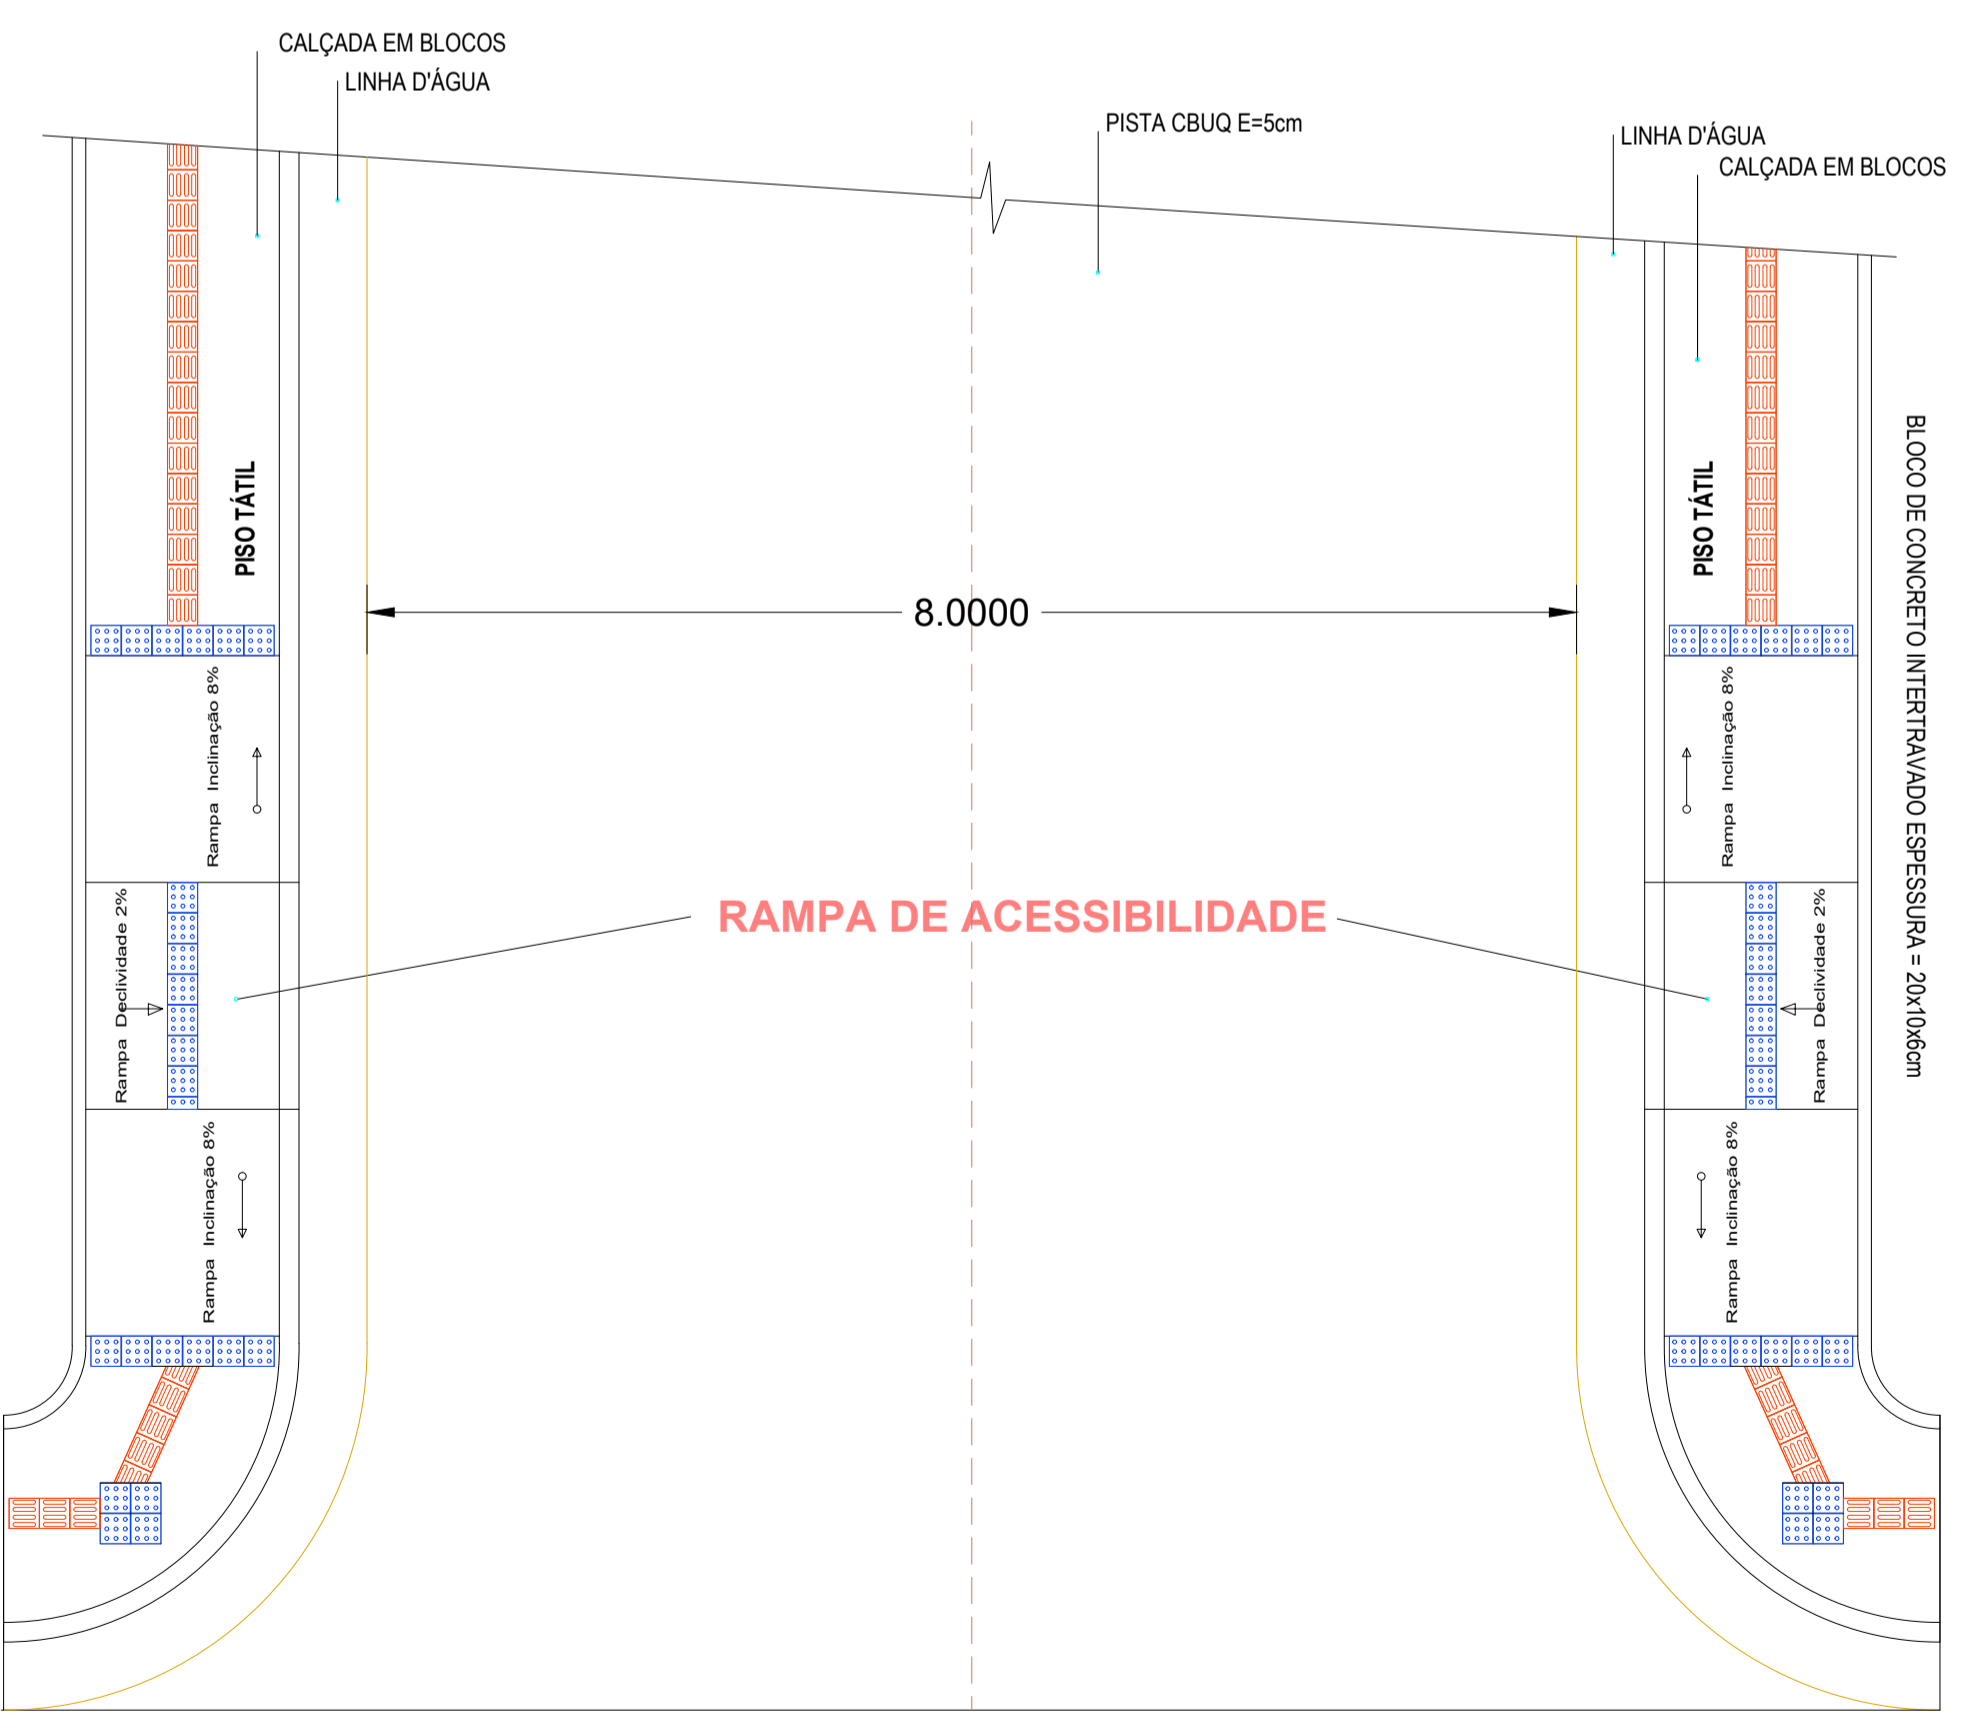 CALÇADA EM BLOCOS
LINHA D'ÁGUA
PISTA CBUQ E=5cm
LINHA D'ÁGUA
CALÇADA EM BLOCOS
PISO TÁTIL
PISO TÁTIL
BLOCO DE CONCRETO INTERTRAVADO ESPESSURA = 20x10x6cm
8.0000
Rampa Inclinação 8%
Rampa Inclinação 8%
RAMPA DE ACESSIBILIDADE
Rampa Declividade 2%
Rampa Declividade 2%
Rampa Inclinação 8%
Rampa Inclinação 8%